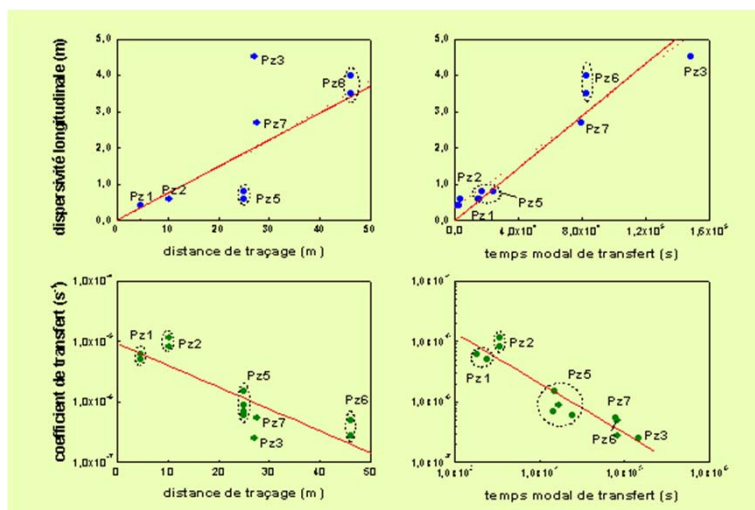 dispersivité longitudinale (m)
5,0
4,0
3,0
2,0
1,0
0,0
Pz3
Pz6
Pz7
Pz1
Pz2
Pz5
0
10
20
30
40
50
distance de traçage (m)
5,0
4,0
3,0
2,0
1,0
0,0
Pz6
Pz3
Pz7
Pz2
Pz5
Pz1
0,0
temps modal de transfert (s)
coefficient de transfert (s⁻¹)
Pz1
Pz2
Pz5
Pz6
Pz7
Pz3
0
10
20
30
40
50
distance de traçage (m)
Pz2
Pz1
Pz5
Pz7
Pz6
Pz3
temps modal de transfert (s)